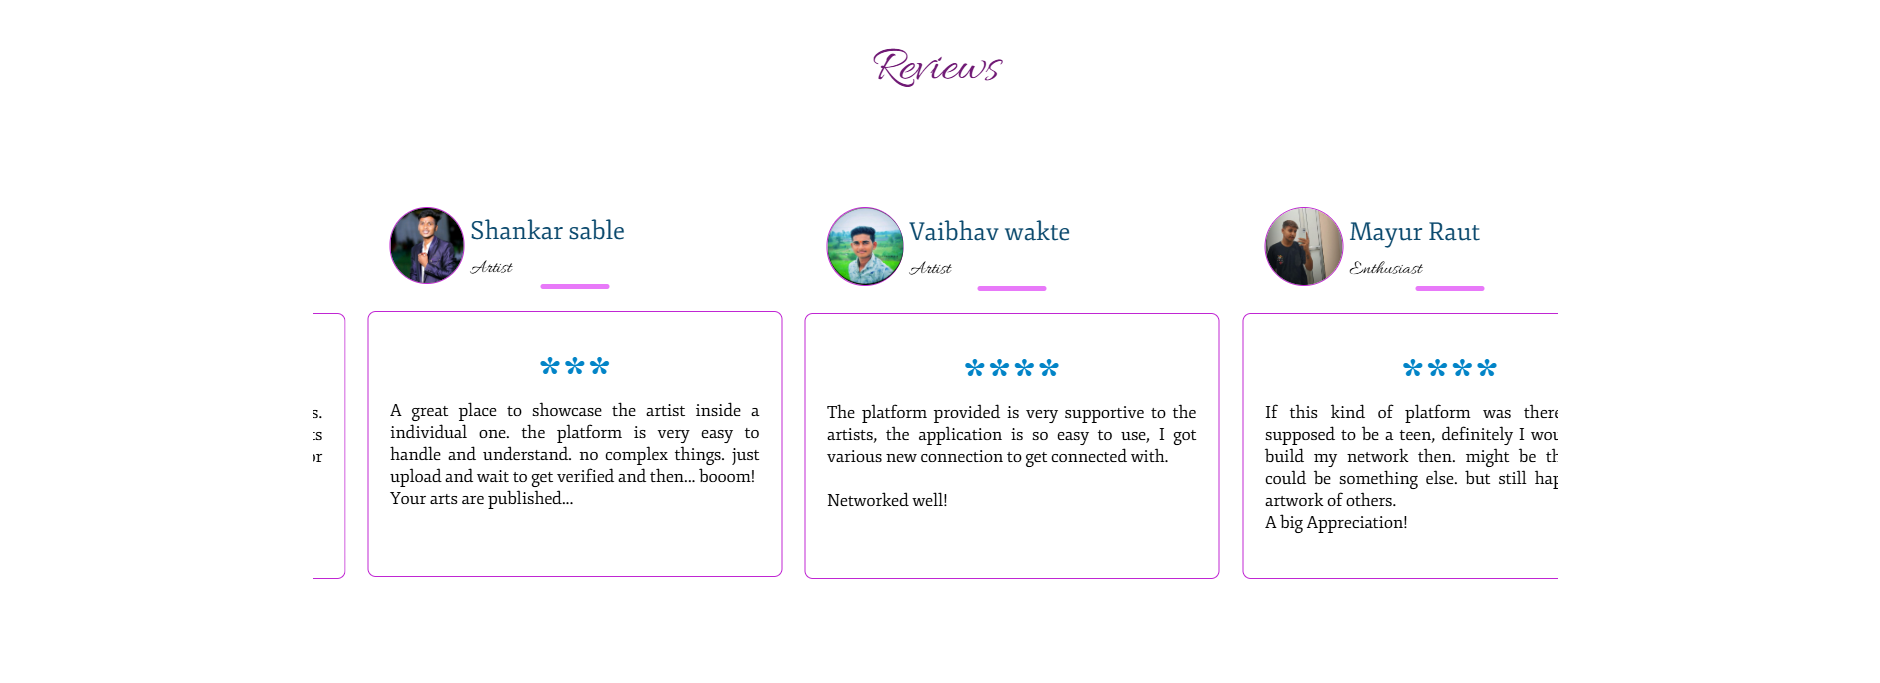 Reviews
Shankar sable
Artist
Vaibhav wakte
Artist
Mayur Raut
Enthusiast
s.
ts
or
***
A great place to showcase the artist inside a
individual one. the platform is very easy to
handle and understand. no complex things. just
upload and wait to get verified and then... booom!
Your arts are published...
****
The platform provided is very supportive to the
artists, the application is so easy to use, I got
various new connection to get connected with.
Networked well!
****
If this kind of platform was there
supposed to be a teen, definitely I wou
build my network then. might be th
could be something else. but still hap
artwork of others.
A big Appreciation!